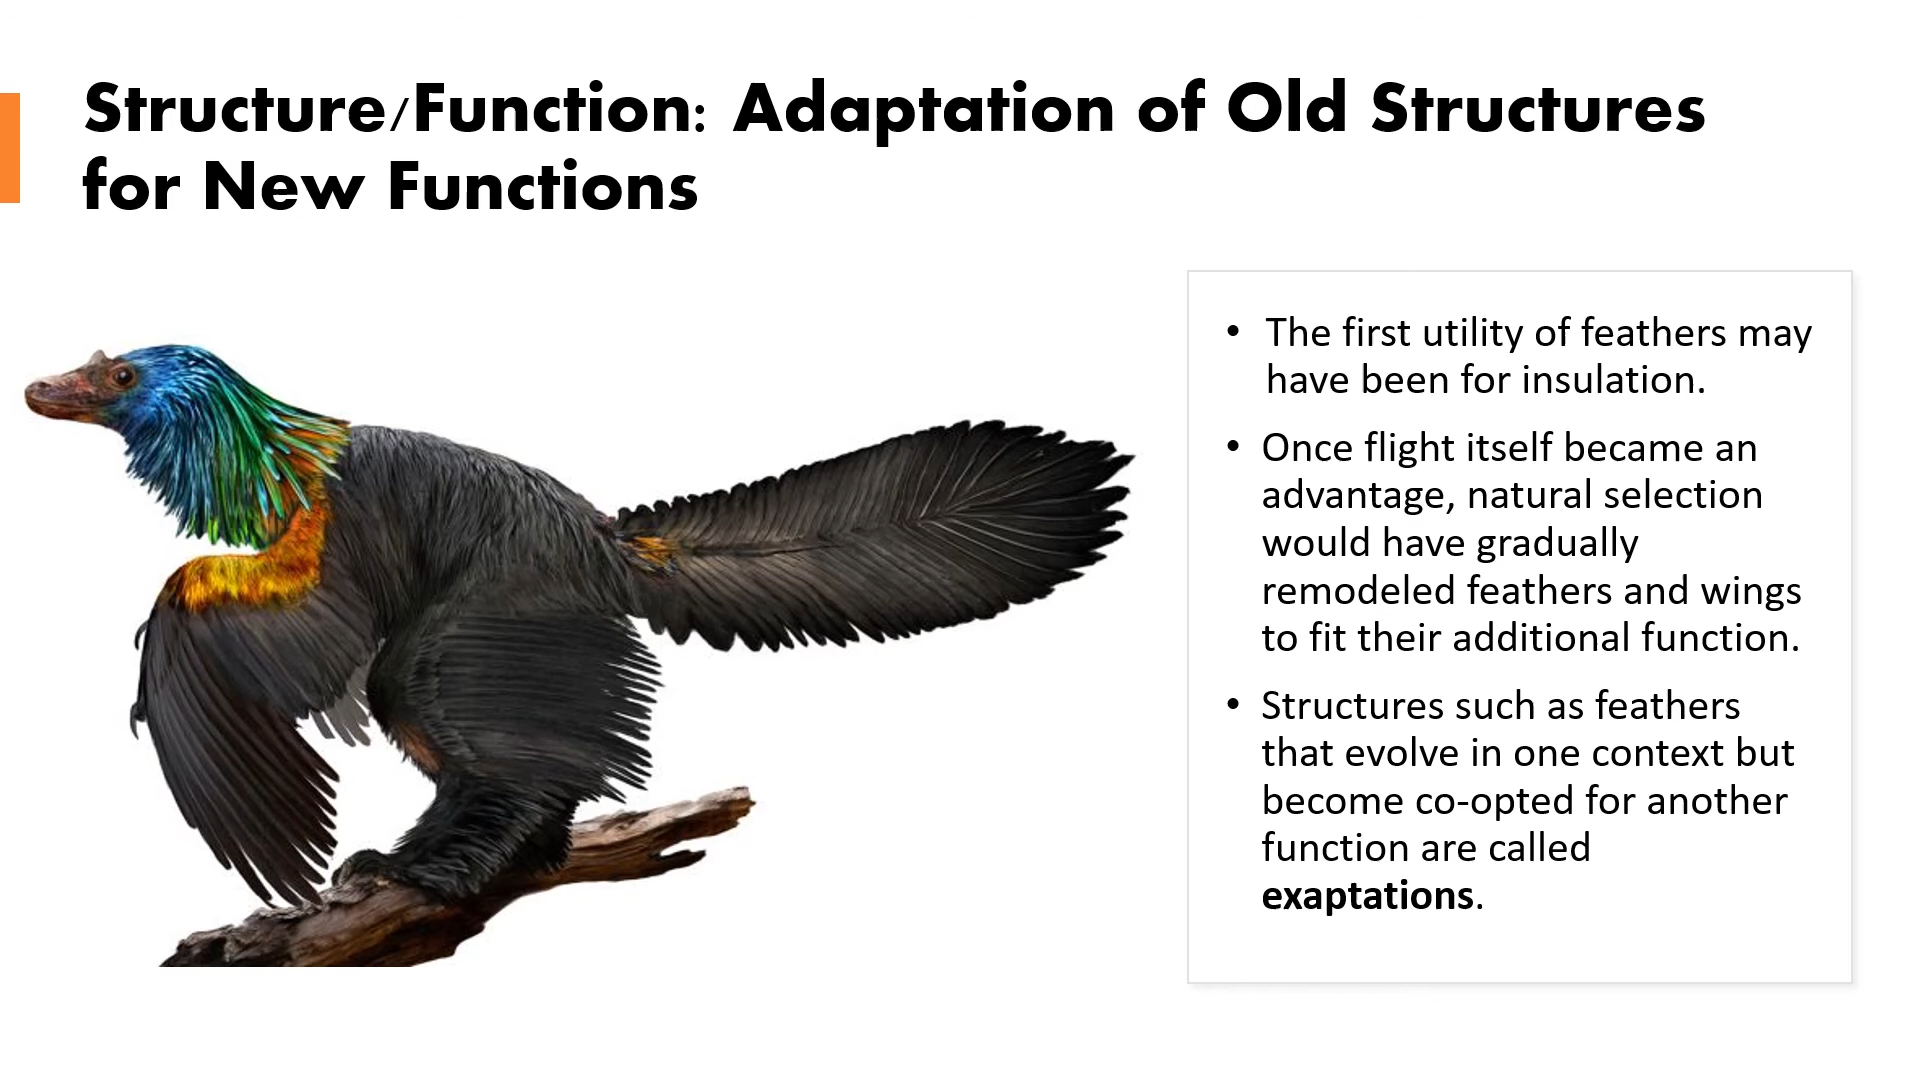 Structure/Function: Adaptation of Old Structures
for New Functions
• The first utility of feathers may
have been for insulation.
• Once flight itself became an
advantage, natural selection
would have gradually
remodeled feathers and wings
to fit their additional function.
• Structures such as feathers
that evolve in one context but
become co-opted for another
function are called
exaptations.